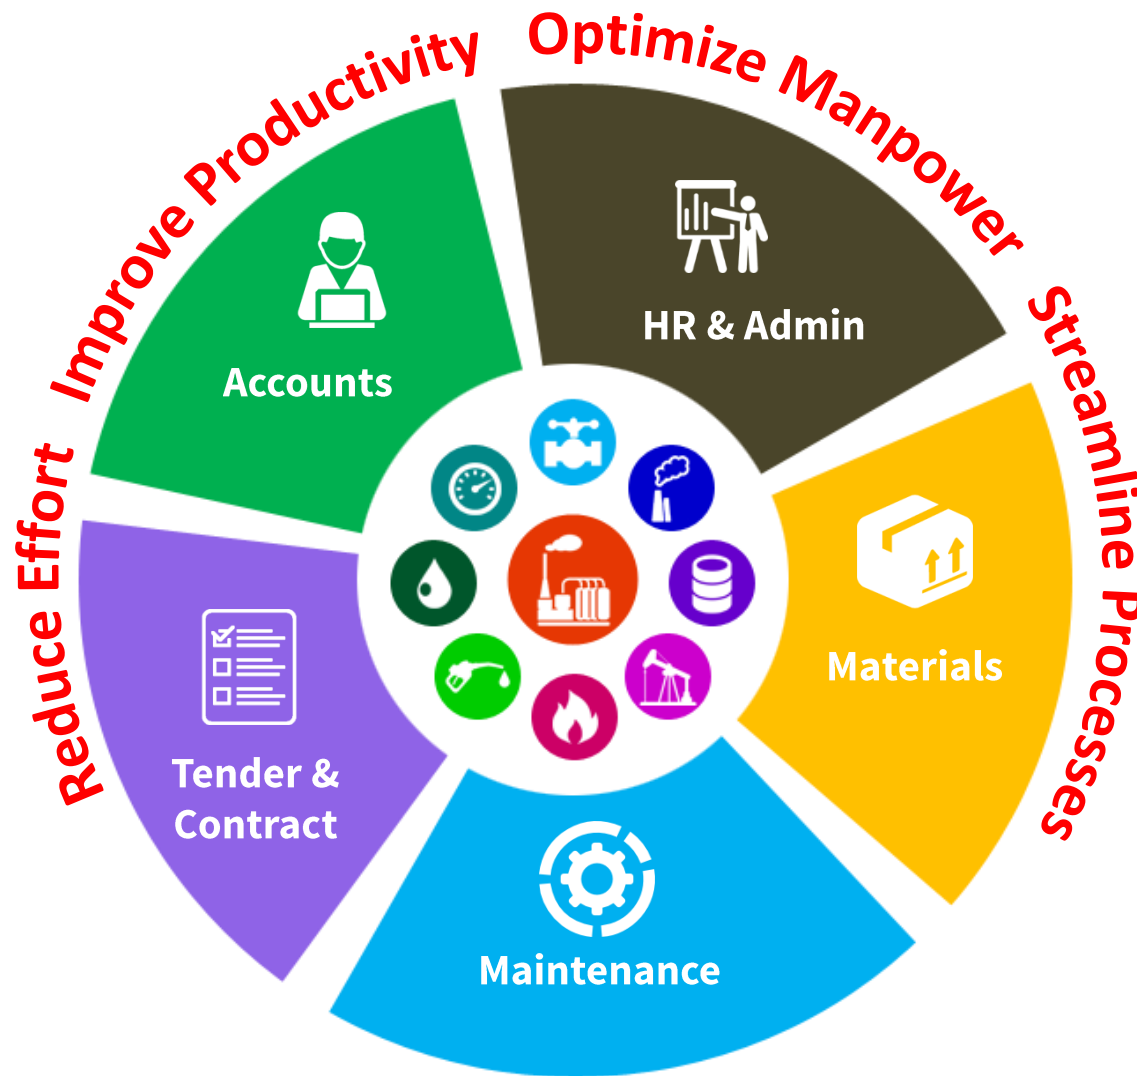 Reduce Effort
Improve Productivity
Optimize Manpower
Streamline Processes
Accounts
HR & Admin
Materials
Maintenance
Tender &
Contract